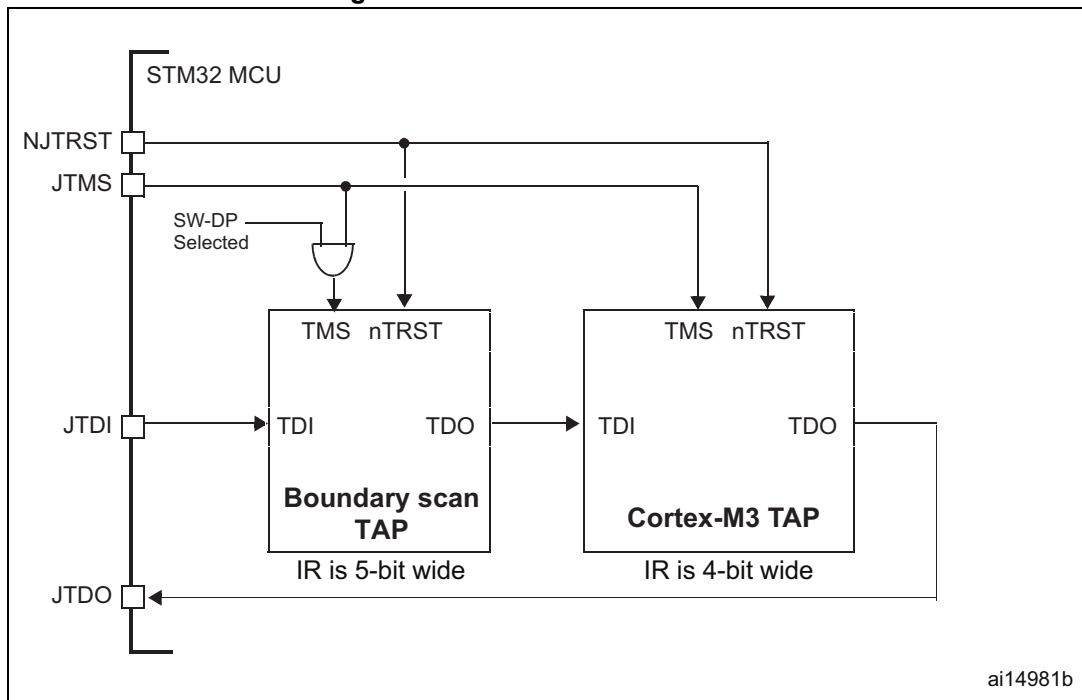 STM32 MCU
NJTRST
JTMS
SW-DP
Selected
TMS nTRST
TMS nTRST
JTDI
TDI
TDO
TDI
TDO
Boundary scan
TAP
Cortex-M3 TAP
IR is 5-bit wide
IR is 4-bit wide
JTDO
ai14981b